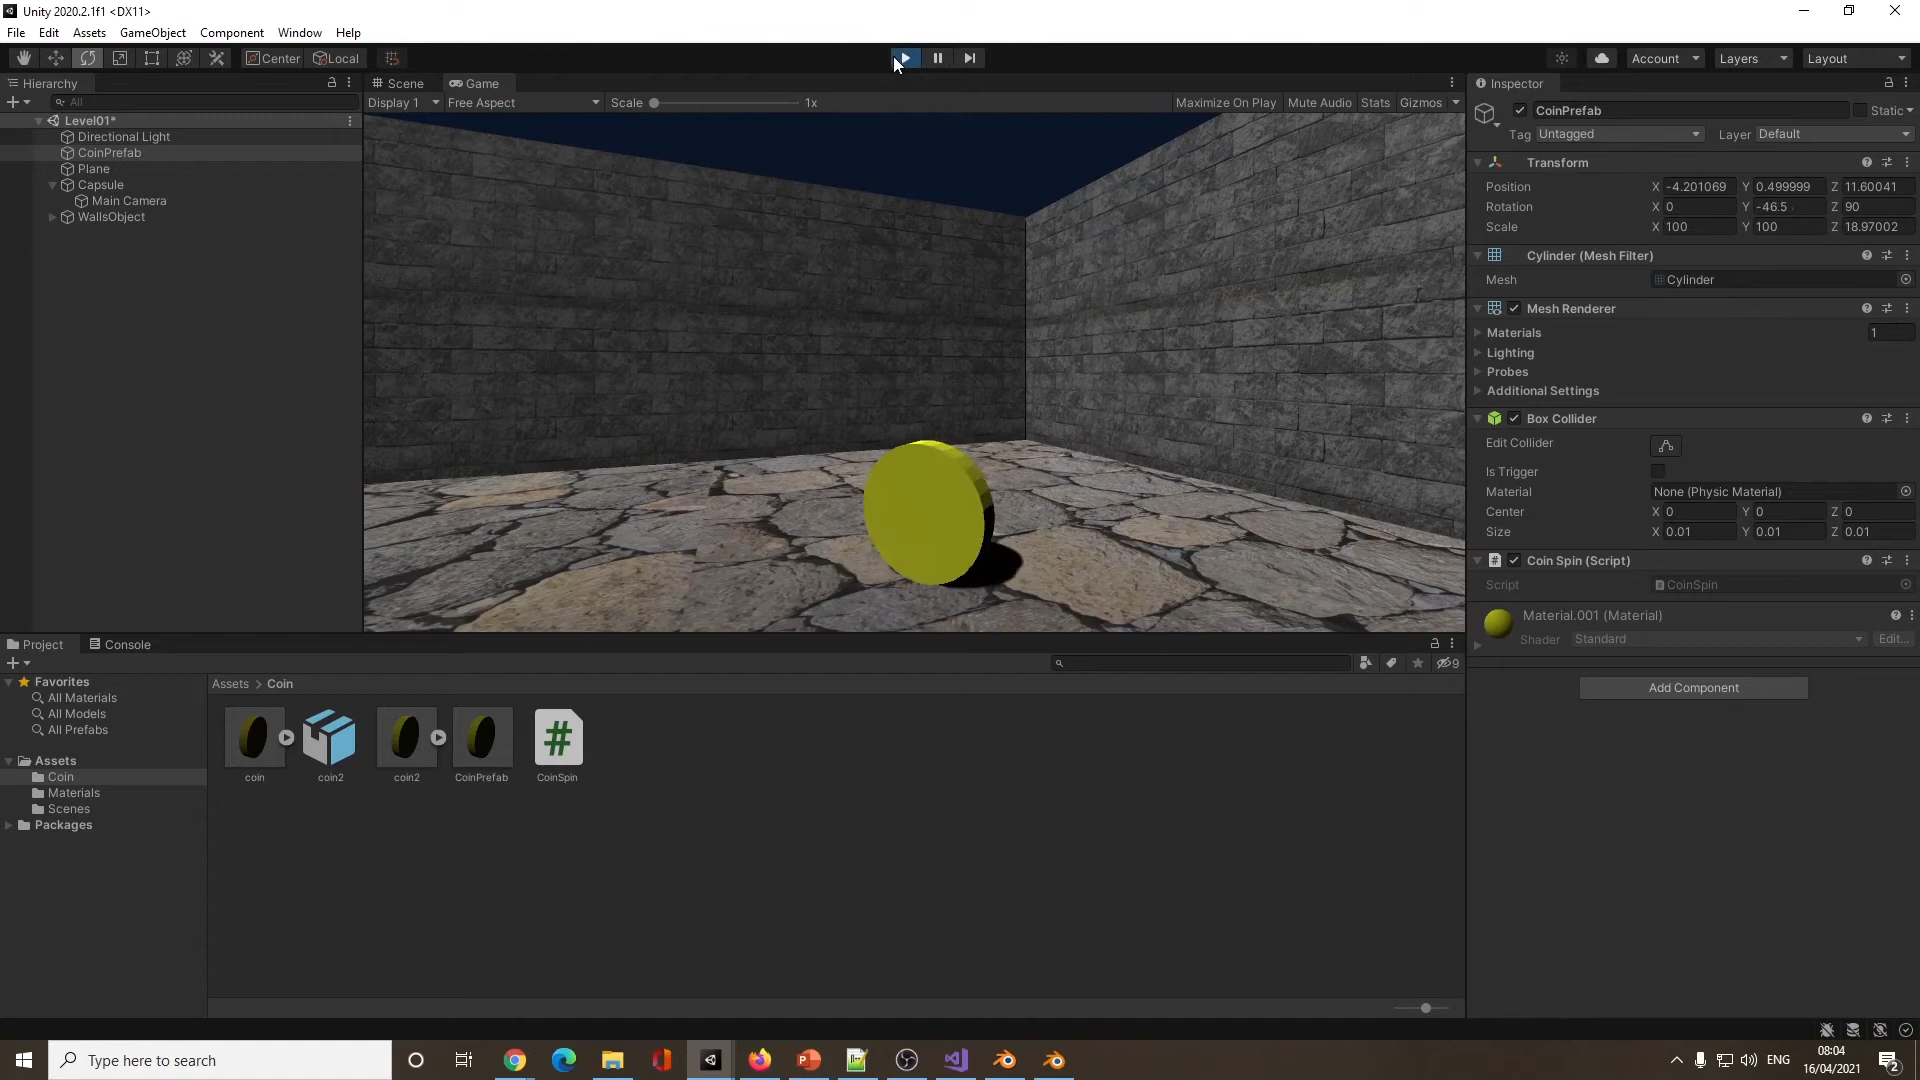 Unity 2020.2.1f1 <DX11>
File Edit Assets GameObject Component Window Help
Center Local Account Layers Layout
Hierarchy
All
Level01*
Directional Light
CoinPrefab
Plane
Capsule
Main Camera
WallsObject
Scene Game
Display 1 Free Aspect Scale 1x Maximize On Play Mute Audio Stats Gizmos
Inspector
CoinPrefab Static
Tag Untagged Layer Default
Transform
Position X -4.201069 Y 0.499999 Z 11.60041
Rotation X 0 Y -46.5 Z 90
Scale X 100 Y 100 Z 18.97002
Cylinder (Mesh Filter)
Mesh Cylinder
Mesh Renderer
Materials 1
Lighting
Probes
Additional Settings
Box Collider
Edit Collider
Is Trigger
Material None (Physic Material)
Center X 0 Y 0 Z 0
Size X 0.01 Y 0.01 Z 0.01
Coin Spin (Script)
Script CoinSpin
Material.001 (Material)
Shader Standard Edit...
Add Component
Project Console
9
Favorites
All Materials
All Models
All Prefabs
Assets
Coin
Materials
Scenes
Packages
Assets > Coin
coin coin2 coin2 CoinPrefab CoinSpin
Type here to search
ENG
08:04
16/04/2021
2